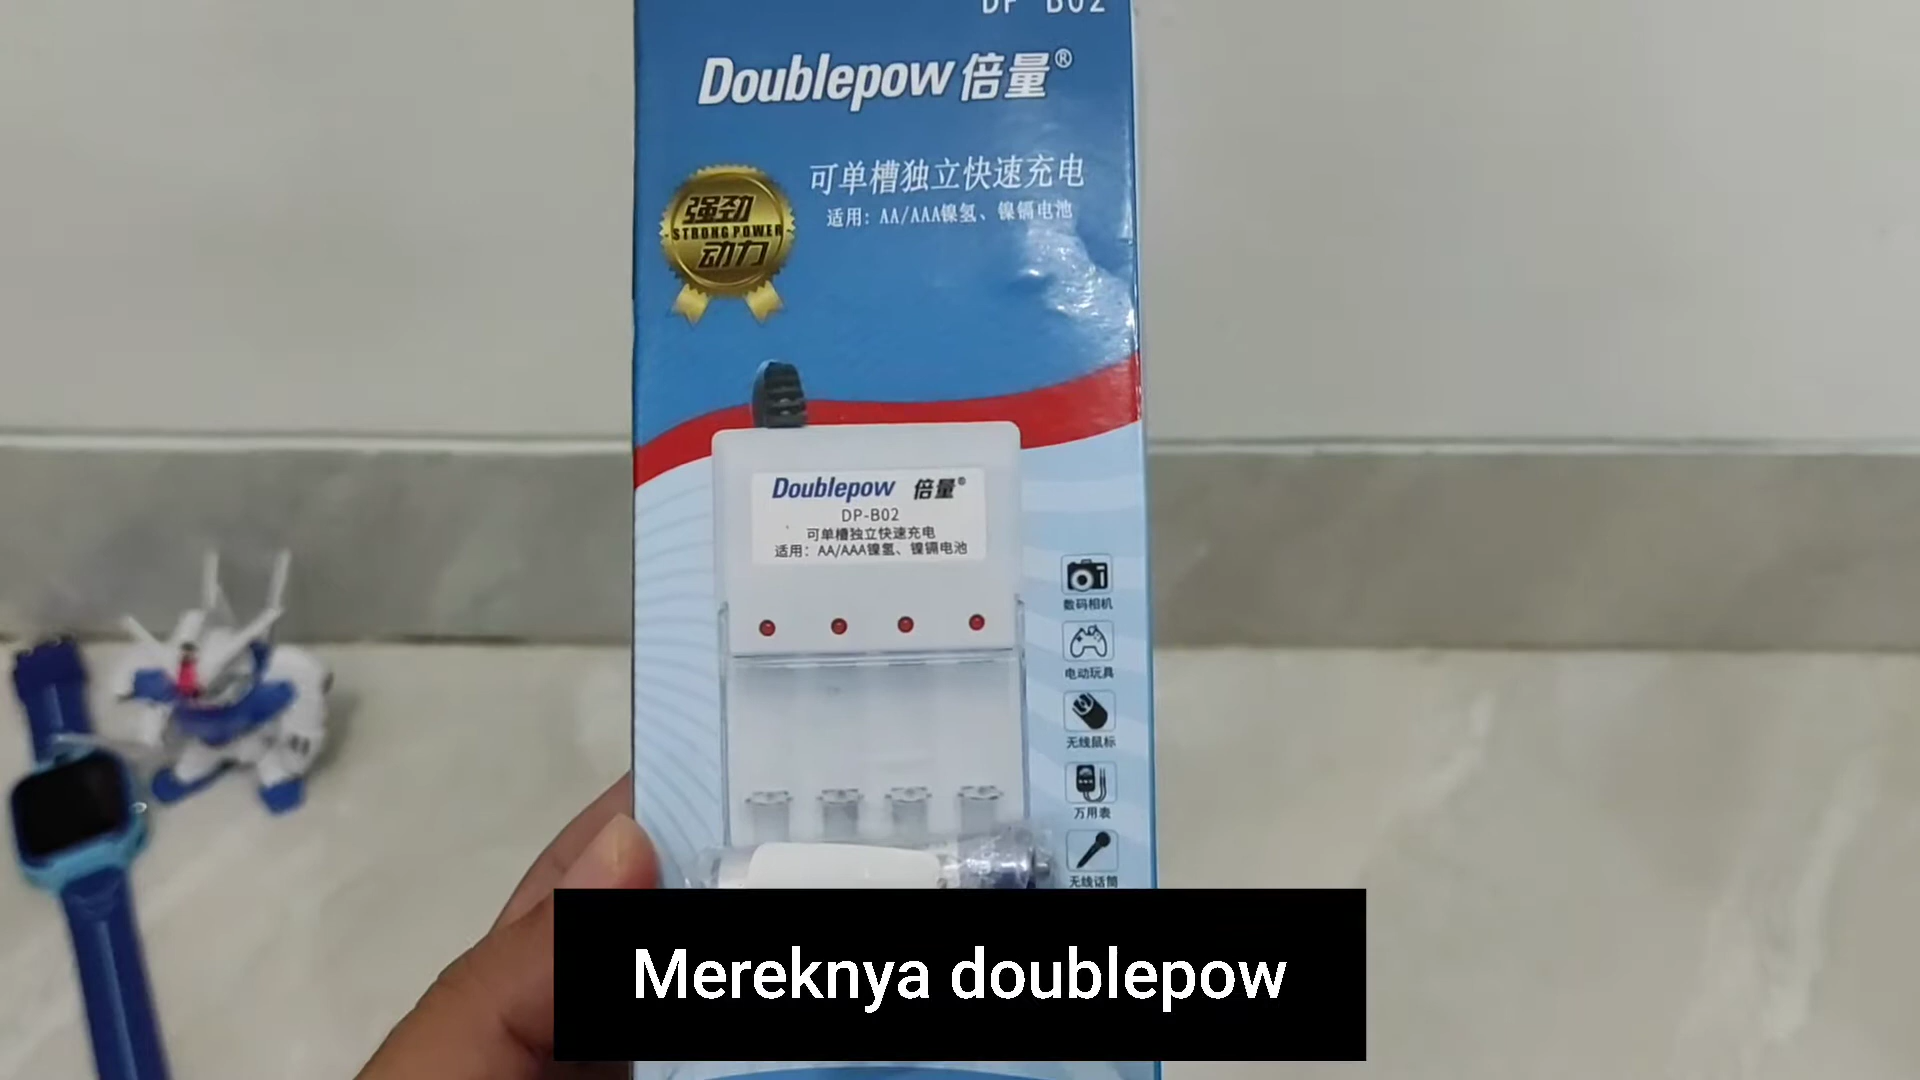 DP-B02
Doublepow 倍量®
可单槽独立快速充电
适用：AA/AAA镍氢、镍镉电池
强劲
STRONG POWER
动力
Doublepow 倍量®
DP-B02
可单槽独立快速充电
适用：AA/AAA镍氢、镍镉电池
数码相机
电动玩具
无线鼠标
万用表
无线话筒
Mereknya doublepow